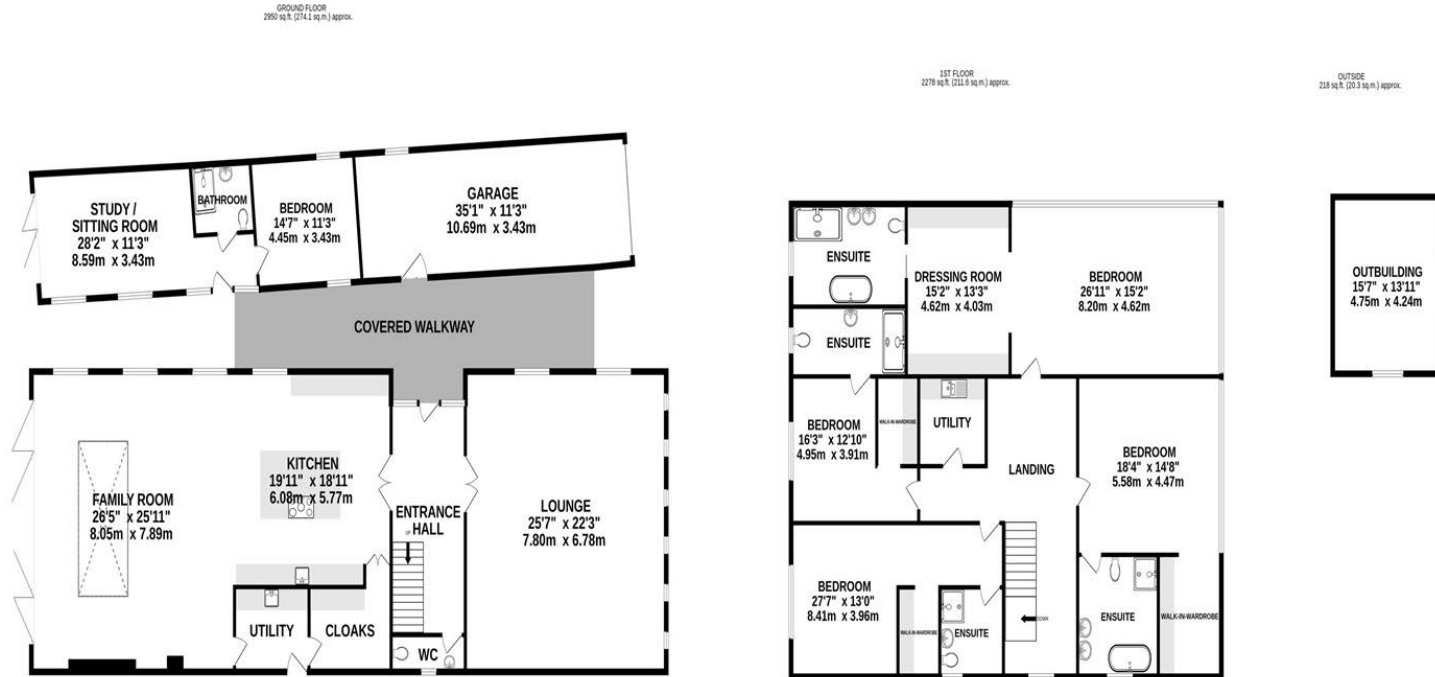 GROUND FLOOR
2950 sq.ft. (274.1 sq.m.) approx.
STUDY /
SITTING ROOM
28'2" x 11'3"
8.59m x 3.43m
BATHROOM
BEDROOM
14'7" x 11'3"
4.45m x 3.43m
GARAGE
35'1" x 11'3"
10.69m x 3.43m
COVERED WALKWAY
FAMILY ROOM
26'5" x 25'11"
8.05m x 7.89m
KITCHEN
19'11" x 18'11"
6.08m x 5.77m
ENTRANCE
HALL
UP
LOUNGE
25'7" x 22'3"
7.80m x 6.78m
UTILITY
CLOAKS
WC
1ST FLOOR
2278 sq.ft. (211.6 sq.m.) approx.
ENSUITE
DRESSING ROOM
15'2" x 13'3"
4.62m x 4.03m
BEDROOM
26'11" x 15'2"
8.20m x 4.62m
ENSUITE
BEDROOM
16'3" x 12'10"
4.95m x 3.91m
WALK-IN-WARDROBE
UTILITY
LANDING
BEDROOM
18'4" x 14'8"
5.58m x 4.47m
BEDROOM
27'7" x 13'0"
8.41m x 3.96m
WALK-IN-WARDROBE
ENSUITE
DOWN
ENSUITE
WALK-IN-WARDROBE
OUTSIDE
218 sq.ft. (20.3 sq.m.) approx.
OUTBUILDING
15'7" x 13'11"
4.75m x 4.24m